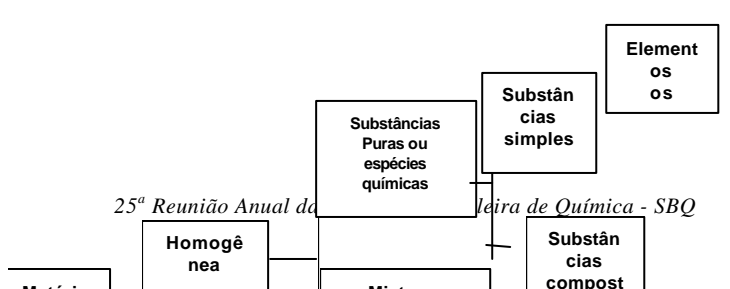 Element
os
os
Substân
cias
simples
Substâncias
Puras ou
espécies
químicas
25ª Reunião Anual da leira de Química - SBQ
Homogê
nea
Substân
cias
compost